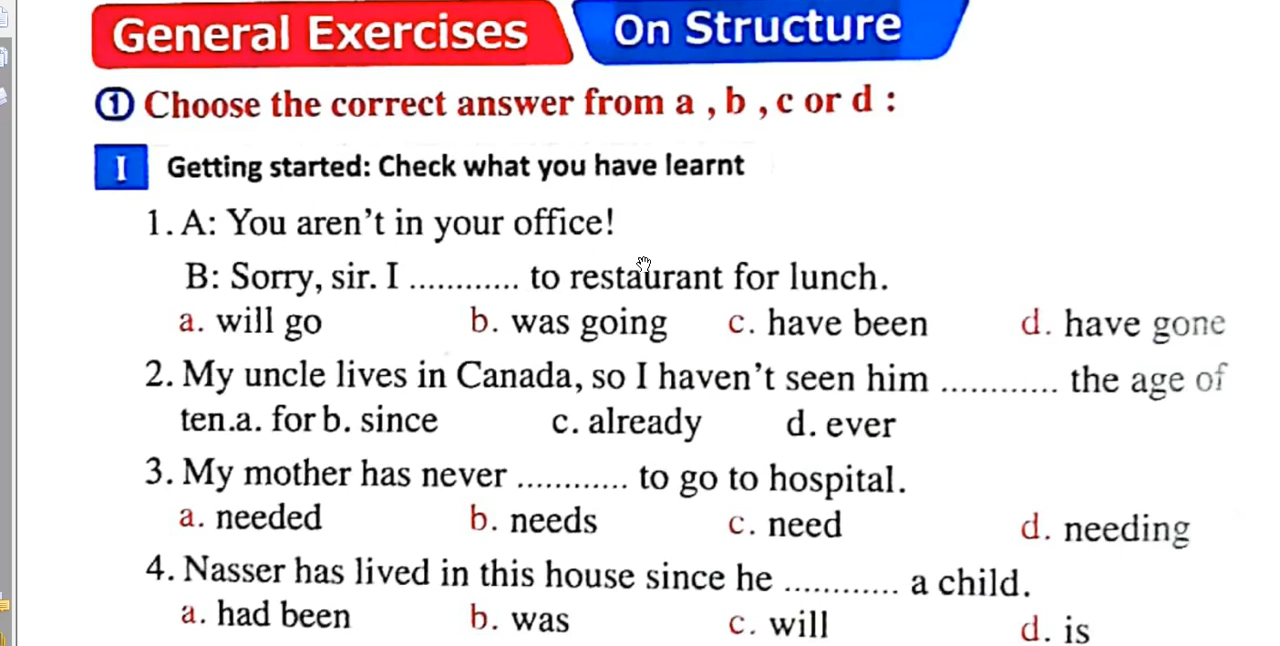 General Exercises On Structure
① Choose the correct answer from a , b , c or d :
I Getting started: Check what you have learnt
1. A: You aren't in your office!
B: Sorry, sir. I ............ to restaurant for lunch.
a. will go b. was going c. have been d. have gone
2. My uncle lives in Canada, so I haven't seen him ............ the age of
ten.a. for b. since c. already d. ever
3. My mother has never ............ to go to hospital.
a. needed b. needs c. need d. needing
4. Nasser has lived in this house since he ............ a child.
a. had been b. was c. will d. is